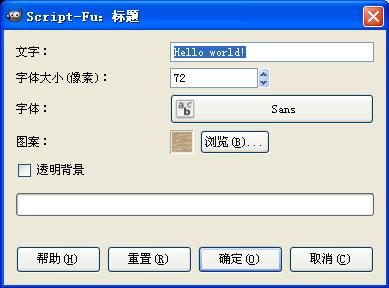 Script-Fu: 标题
文字：
Hello world!
字体大小(像素)：
72
字体：
abc
Sans
图案：
浏览(B)...
透明背景
帮助(H)
重置(R)
确定(O)
取消(C)